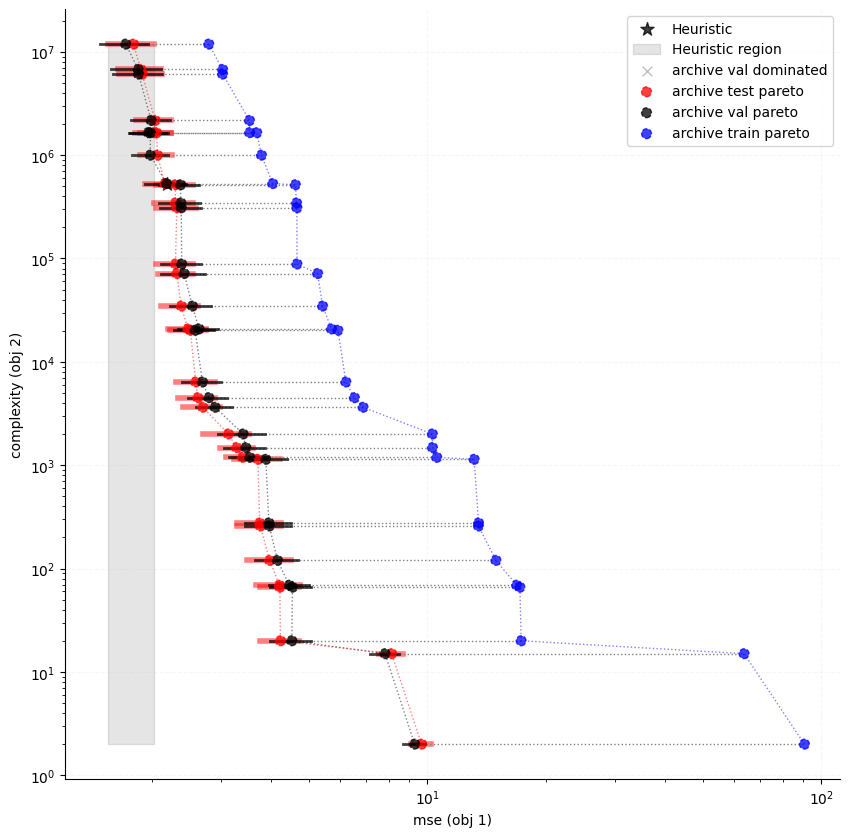 Heuristic
Heuristic region
archive val dominated
archive test pareto
archive val pareto
archive train pareto
complexity (obj 2)
10^7
10^6
10^5
10^4
10^3
10^2
10^1
10^0
10^1
10^2
mse (obj 1)